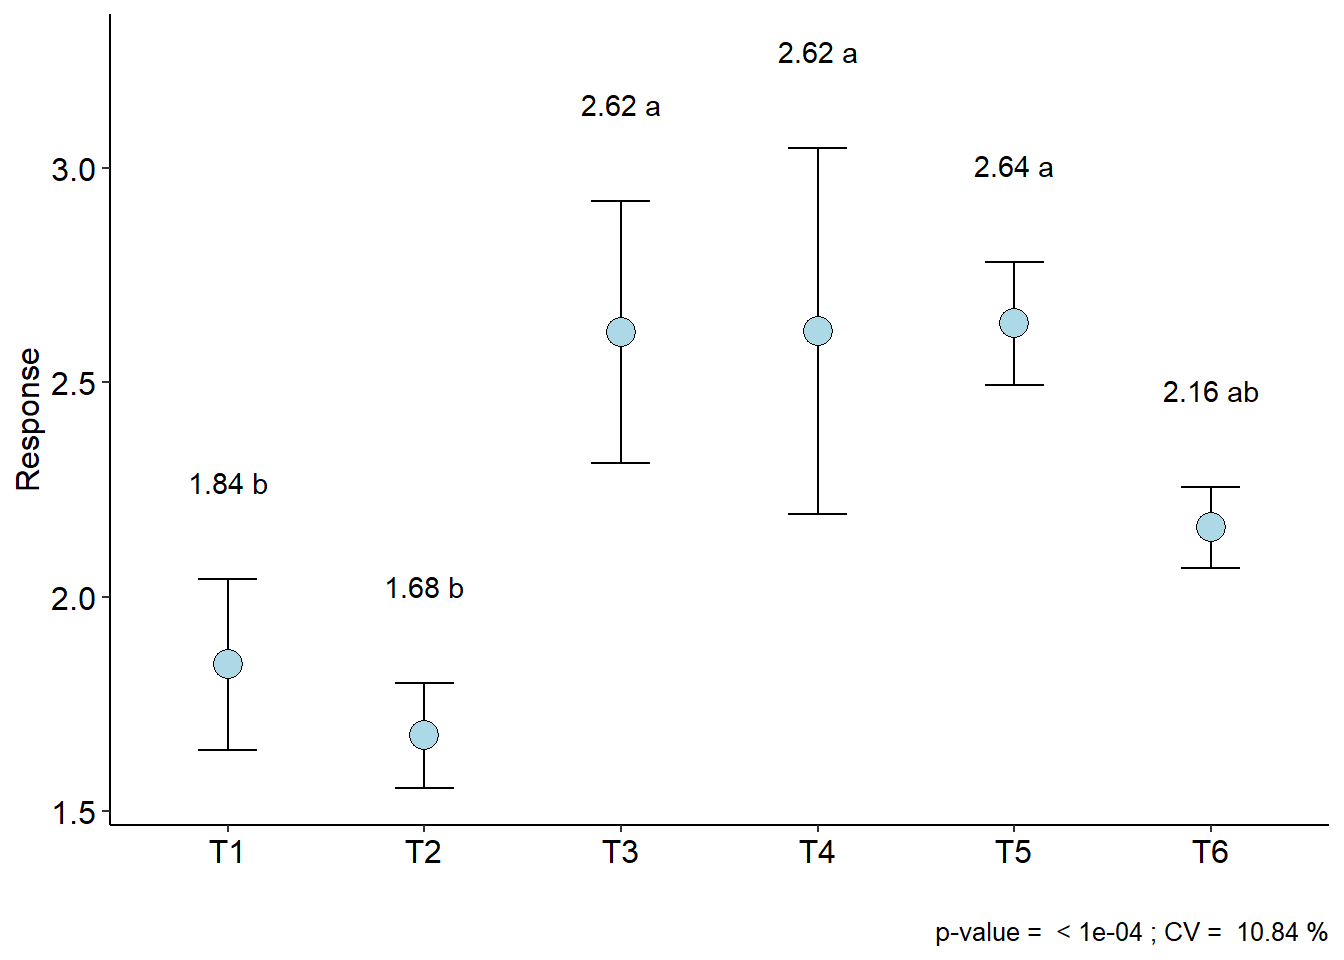 2.62 a
2.62 a
2.64 a
3.0
2.5
2.16 ab
Response
1.84 b
1.68 b
2.0
1.5
T1 T2 T3 T4 T5 T6
p-value =  < 1e-04 ; CV =  10.84 %